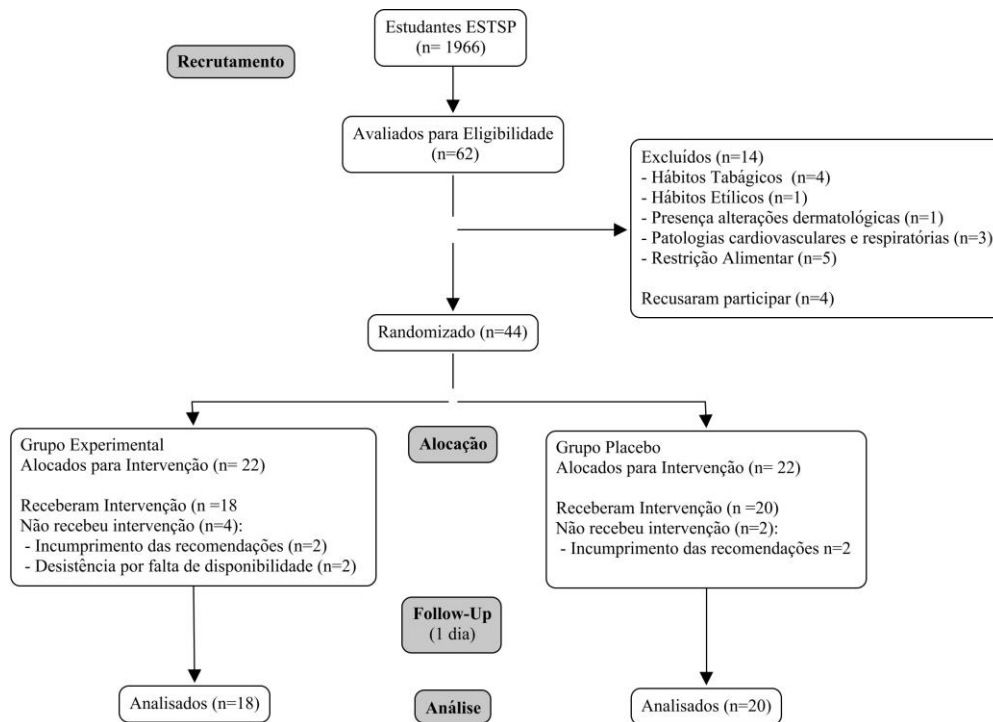 Estudantes ESTSP
(n= 1966)
Recrutamento
Avaliados para Eligibilidade
(n=62)
Excluídos (n=14)
- Hábitos Tabágicos (n=4)
- Hábitos Etílicos (n=1)
- Presença alterações dermatológicas (n=1)
- Patologias cardiovasculares e respiratórias (n=3)
- Restrição Alimentar (n=5)
Recusaram participar (n=4)
Randomizado (n=44)
Alocação
Grupo Experimental
Alocados para Intervenção (n= 22)
Receberam Intervenção (n =18
Não recebeu intervenção (n=4):
- Incumprimento das recomendações (n=2)
- Desistência por falta de disponibilidade (n=2)
Grupo Placebo
Alocados para Intervenção (n= 22)
Receberam Intervenção (n =20)
Não recebeu intervenção (n=2):
- Incumprimento das recomendações n=2
Follow-Up
(1 dia)
Analisados (n=18)
Análise
Analisados (n=20)